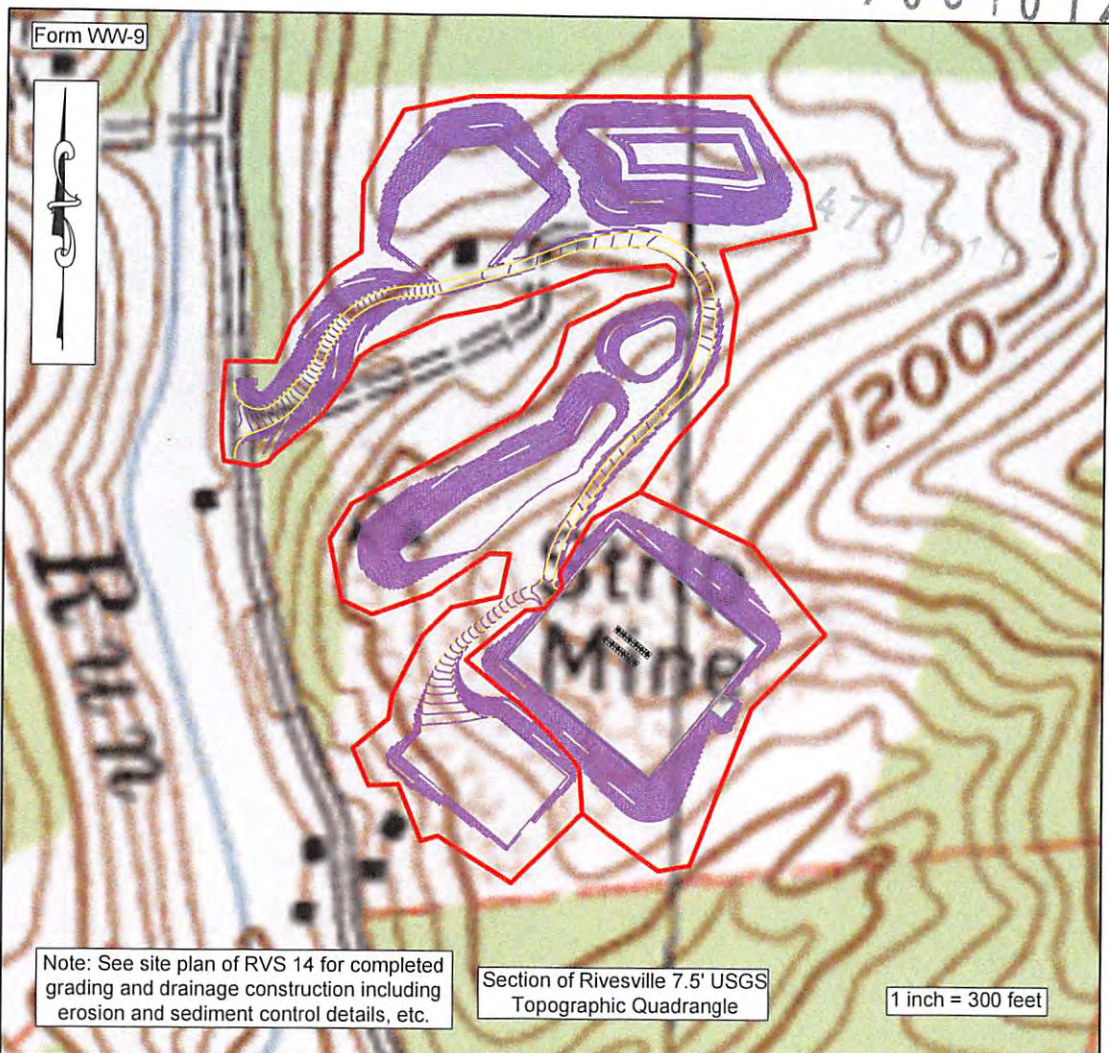 Form WW-9
1200
Run
Strip
Mine
Note: See site plan of RVS 14 for completed
grading and drainage construction including
erosion and sediment control details, etc.
Section of Rivesville 7.5' USGS
Topographic Quadrangle
1 inch = 300 feet